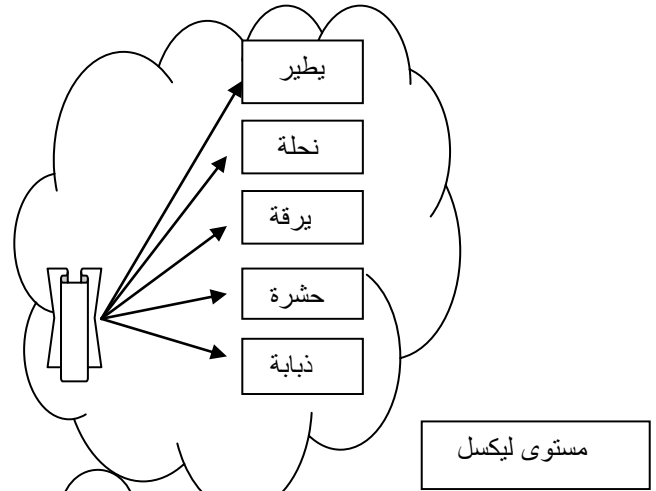 يطير
نحلة
يرقة
حشرة
ذبابة
مستوى ليكسل